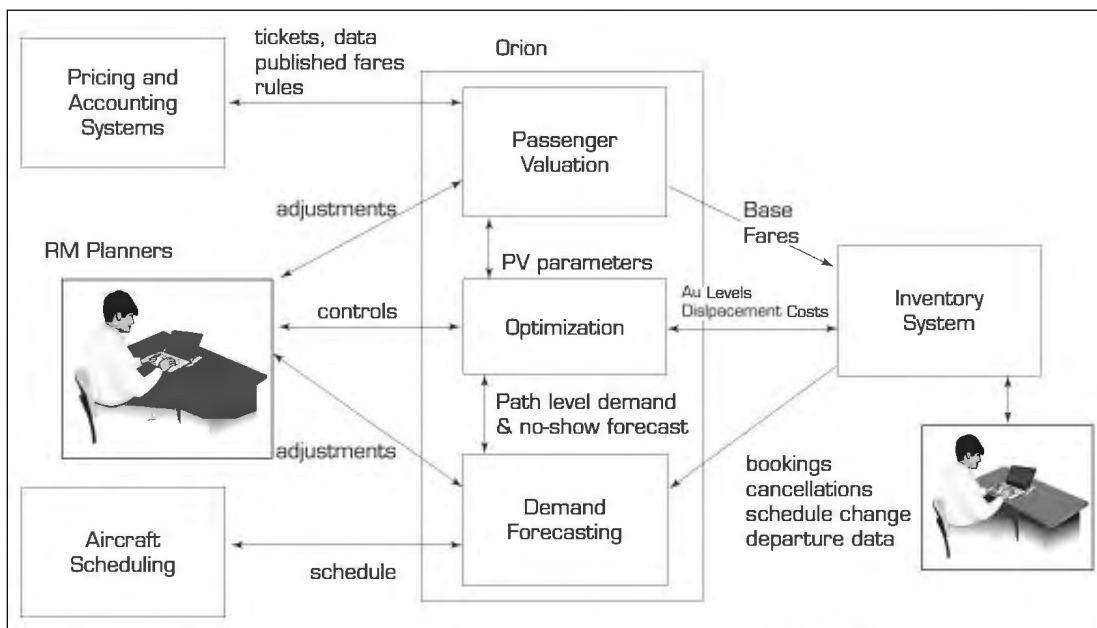 tickets, data
published fares
rules
Orion
Pricing and
Accounting
Systems
Passenger
Valuation
adjustments
Base
Fares
RM Planners
PV parameters
Au Levels
Dislpacement Costs
Inventory
System
controls
Optimization
Path level demand
& no-show forecast
adjustments
bookings
cancellations
schedule change
departure data
Demand
Forecasting
Aircraft
Scheduling
schedule